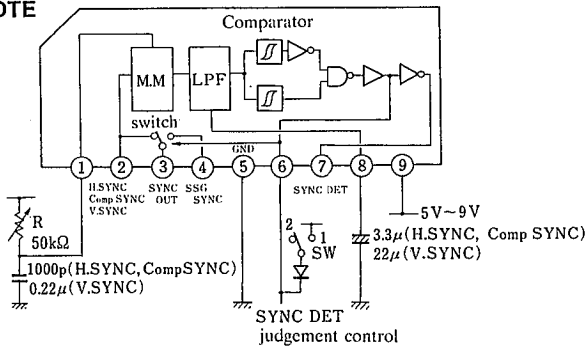 OTE
Comparator
M.M
LPF
switch
GND
1
2
3
4
5
6
7
8
9
H.SYNC
Comp SYNC
V.SYNC
SYNC
OUT
SSG
SYNC
SYNC DET
R
50kΩ
1000p(H.SYNC, CompSYNC)
0.22μ(V.SYNC)
2
1
SW
5V~9V
3.3μ(H.SYNC, Comp SYNC)
22μ(V.SYNC)
SYNC DET
judgement control